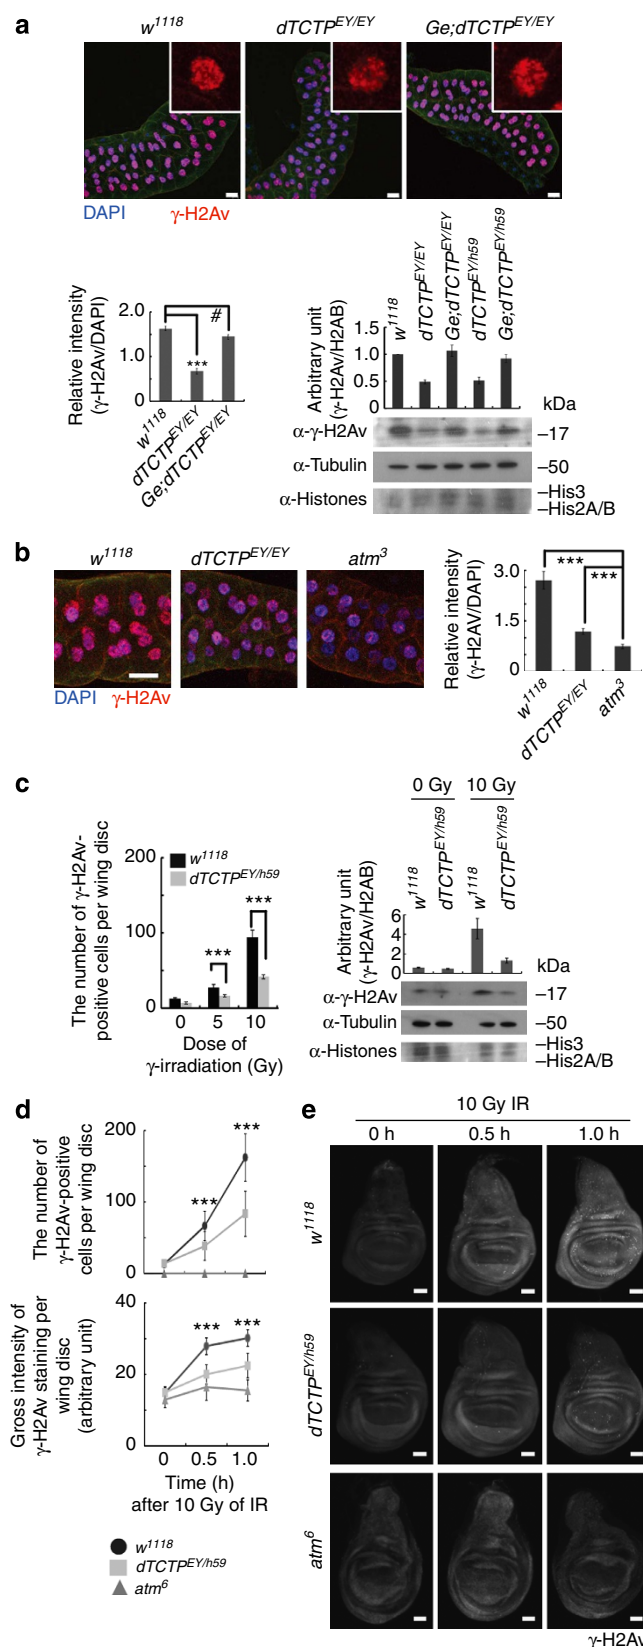 a
w1118 dTCTPEY/EY Ge;dTCTPEY/EY
DAPI γ-H2Av
Relative intensity
(γ-H2Av/DAPI)
2.0
1.0
0
#
***
w1118
dTCTPEY/EY
Ge;dTCTPEY/EY
w1118
dTCTPEY/EY
Ge;dTCTPEY/EY
dTCTPEY/h59
Ge;dTCTPEY/h59
Arbitrary unit
(γ-H2Av/H2AB)
1.5
1.0
0.5
0.0
kDa
α-γ-H2Av –17
α-Tubulin –50
α-Histones –His3
–His2A/B
b
w1118 dTCTPEY/EY atm3
DAPI γ-H2Av
Relative intensity
(γ-H2AV/DAPI)
3.0
1.5
0
***
***
w1118
dTCTPEY/EY
atm3
c
The number of γ-H2Av-
positive cells per wing disc
200
100
0
w1118
dTCTPEY/h59
***
***
0 5 10
Dose of
γ-irradiation (Gy)
0 Gy 10 Gy
w1118
dTCTPEY/h59
w1118
dTCTPEY/h59
Arbitrary unit
(γ-H2Av/H2AB)
6
4
2
0
kDa
α-γ-H2Av –17
α-Tubulin –50
α-Histones –His3
–His2A/B
d
The number of
γ-H2Av-positive
cells per wing disc
200
100
0
***
***
Gross intensity of
γ-H2Av staining per
wing disc
(arbitrary unit)
40
20
0
*** ***
0 0.5 1.0
Time (h)
after 10 Gy of IR
w1118
dTCTPEY/h59
atm6
e
10 Gy IR
0 h 0.5 h 1.0 h
w1118
dTCTPEY/h59
atm6
γ-H2Av